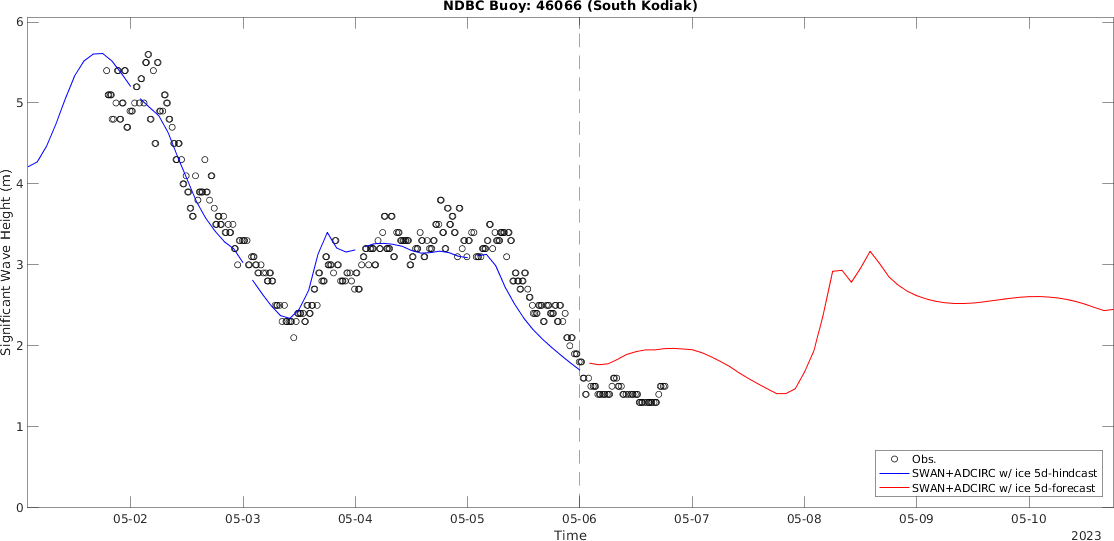 NDBC Buoy: 46066 (South Kodiak)
6
5
4
3
2
1
0
Significant Wave Height (m)
Obs.
SWAN+ADCIRC w/ ice 5d-hindcast
SWAN+ADCIRC w/ ice 5d-forecast
05-02 05-03 05-04 05-05 05-06 05-07 05-08 05-09 05-10
Time
2023